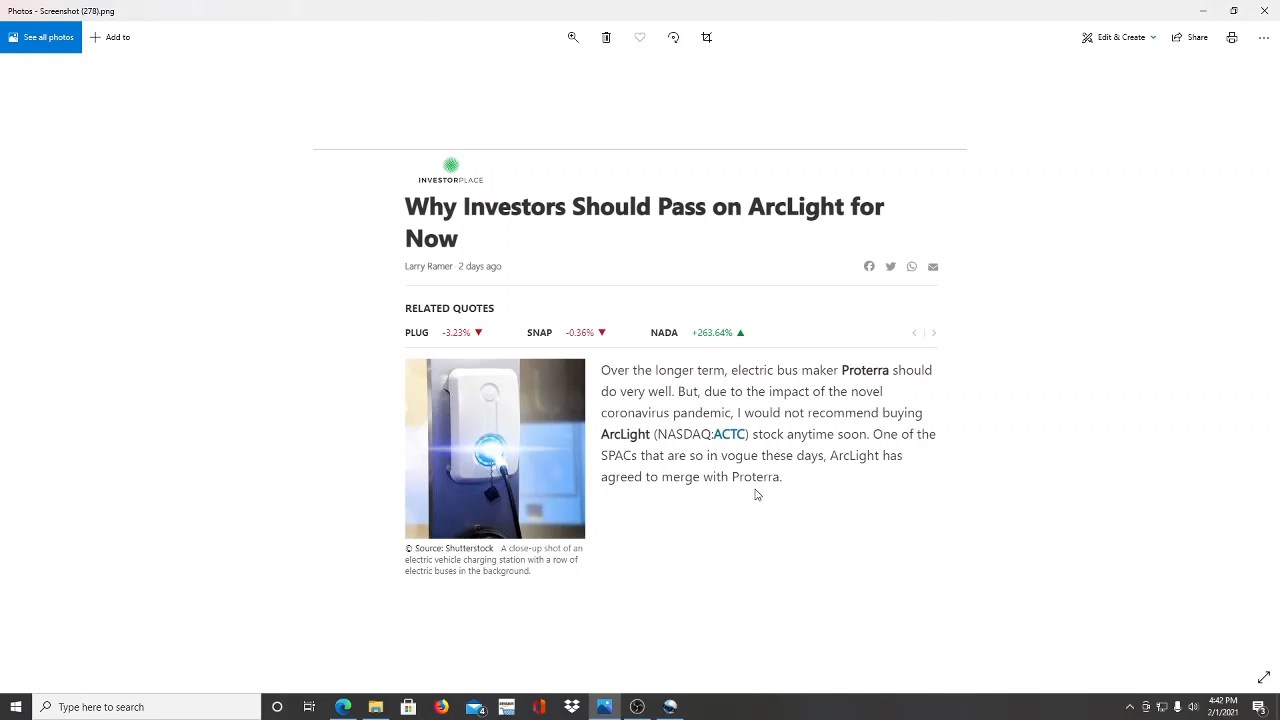 Photos - Screenshot (278).png
See all photos
Add to
Edit & Create
Share
INVESTORPLACE
Why Investors Should Pass on ArcLight for
Now
Larry Ramer 2 days ago
RELATED QUOTES
PLUG -3.23% ▼ SNAP -0.36% ▼ NADA +263.64% ▲
Over the longer term, electric bus maker Proterra should
do very well. But, due to the impact of the novel
coronavirus pandemic, I would not recommend buying
ArcLight (NASDAQ:ACTC) stock anytime soon. One of the
SPACs that are so in vogue these days, ArcLight has
agreed to merge with Proterra.
© Source: Shutterstock A close-up shot of an
electric vehicle charging station with a row of
electric buses in the background.
Type here to search
4
4:42 PM
2/1/2021